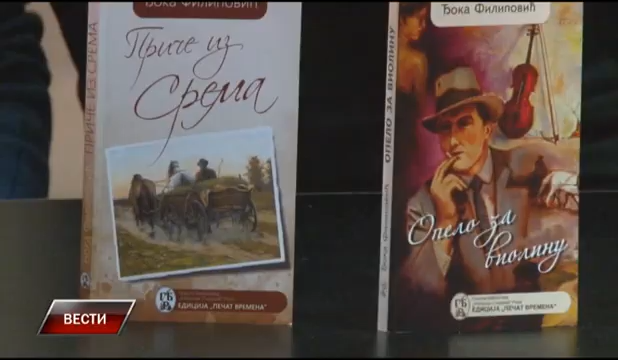 Ђока Филиповић
Приче из
Срема
ПРИЧЕ ИЗ СРЕМА
ЕДИЦИЈА „ПЕЧАТ ВРЕМЕНА“
Ђока Филиповић
ОПЕЛО ЗА ВИОЛИНУ
Ђока Филиповић
Опело за
виолину
ЕДИЦИЈА „ПЕЧАТ ВРЕМЕНА“
ВЕСТИ